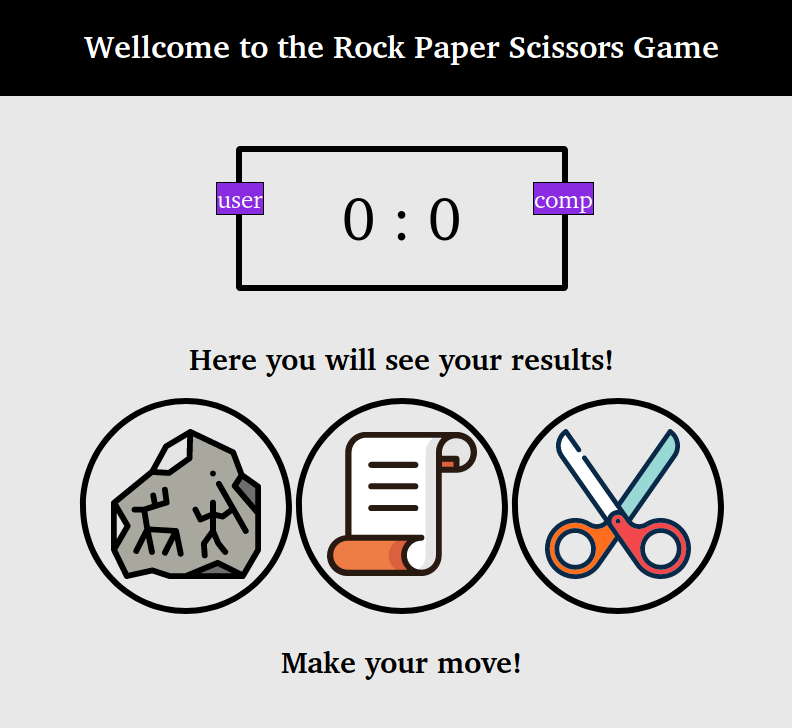 Wellcome to the Rock Paper Scissors Game
user
0 : 0
comp
Here you will see your results!
Make your move!